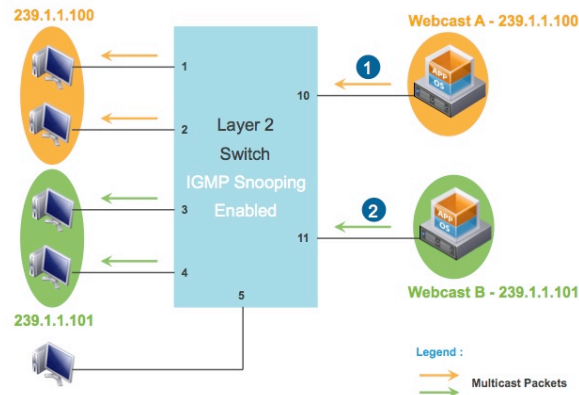 239.1.1.100
Webcast A - 239.1.1.100
1
1
APP
OS
10
2
Layer 2
Switch
IGMP Snooping
Enabled
3
2
APP
OS
11
4
5
239.1.1.101
Webcast B - 239.1.1.101
Legend :
Multicast Packets